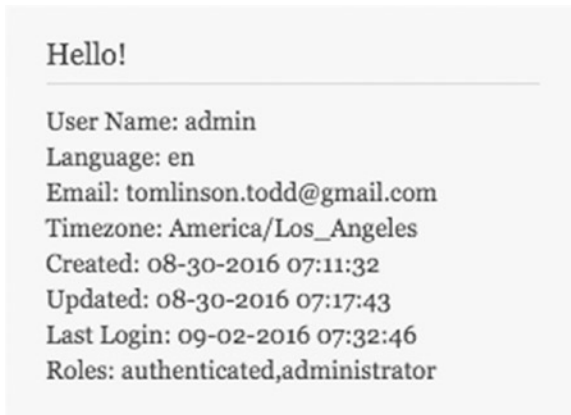 Hello!
User Name: admin
Language: en
Email: tomlinson.todd@gmail.com
Timezone: America/Los_Angeles
Created: 08-30-2016 07:11:32
Updated: 08-30-2016 07:17:43
Last Login: 09-02-2016 07:32:46
Roles: authenticated,administrator